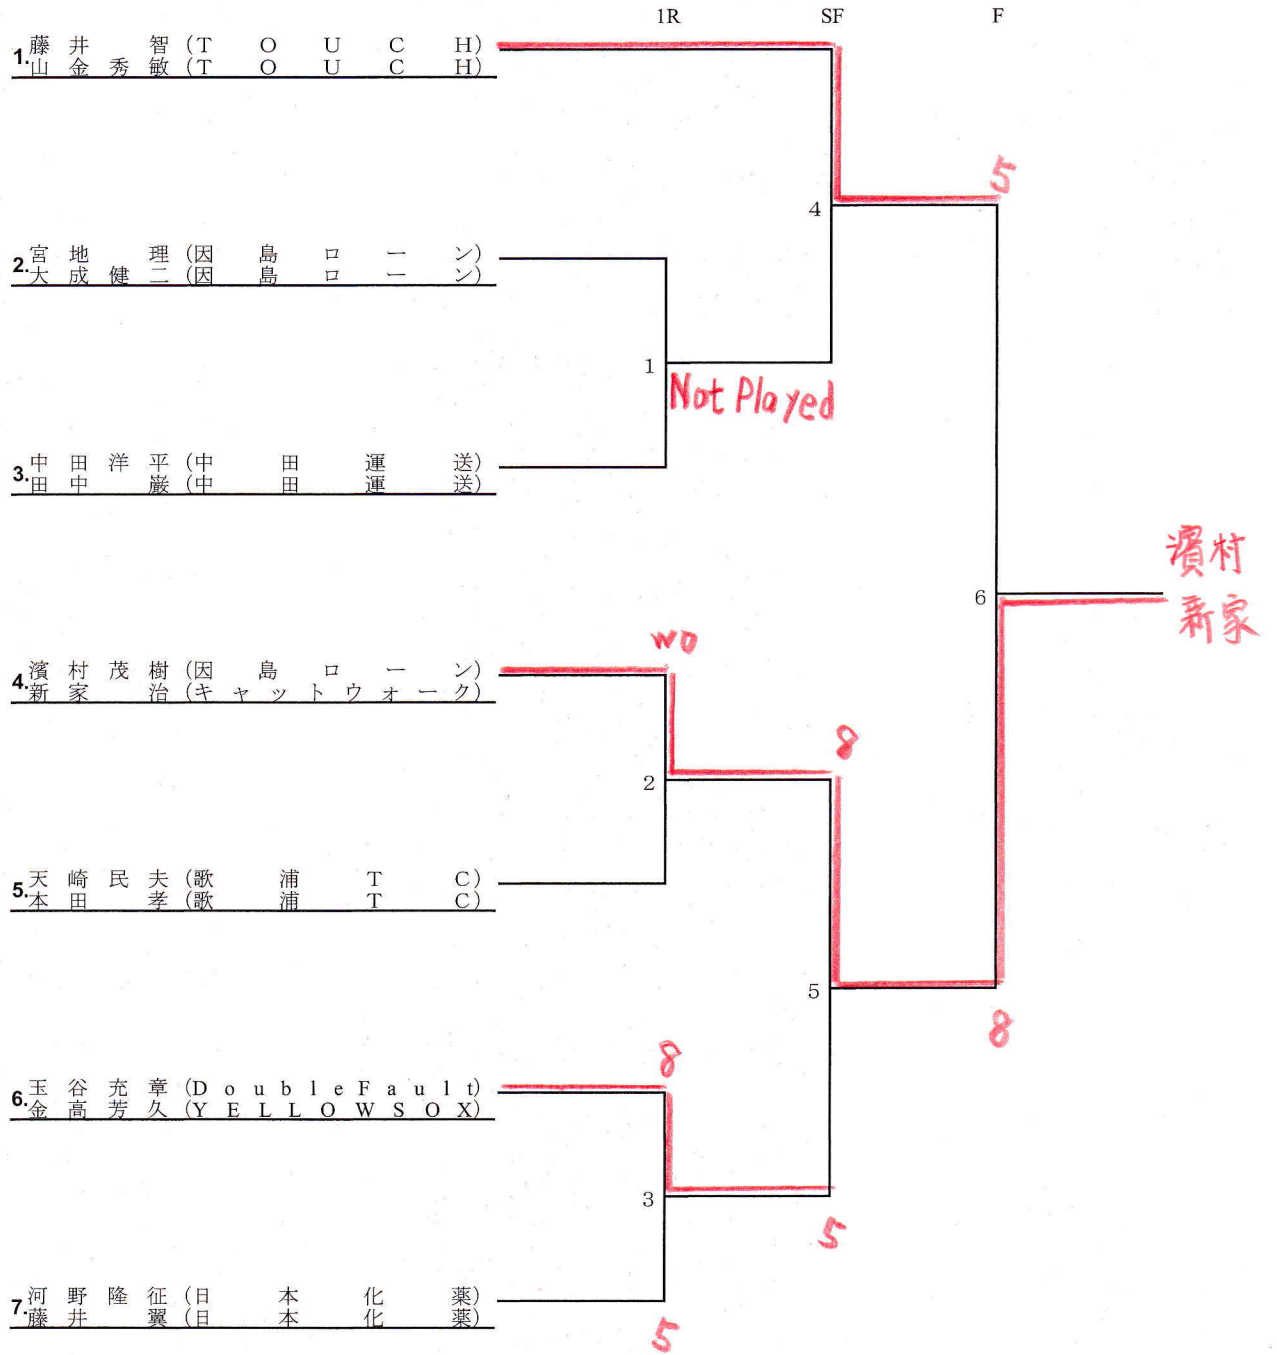 1R SF F
1. 藤井 智 (TOUCH)
山金秀敏 (TOUCH)
5
4
2. 宮地 理 (因島ローン)
大成健二 (因島ローン)
1
Not Played
3. 中田洋平 (中田運送)
田中 巌 (中田運送)
濱村
6
新家
W0
4. 濱村茂樹 (因島ローン)
新家 治 (キャットウォーク)
8
2
5. 天崎民夫 (歌浦TC)
本田 孝 (歌浦TC)
5
8
8
6. 玉谷充章 (DoubleFault)
金高芳久 (YELLOWSOX)
3
5
7. 河野隆征 (日本化薬)
藤井 翼 (日本化薬)
5